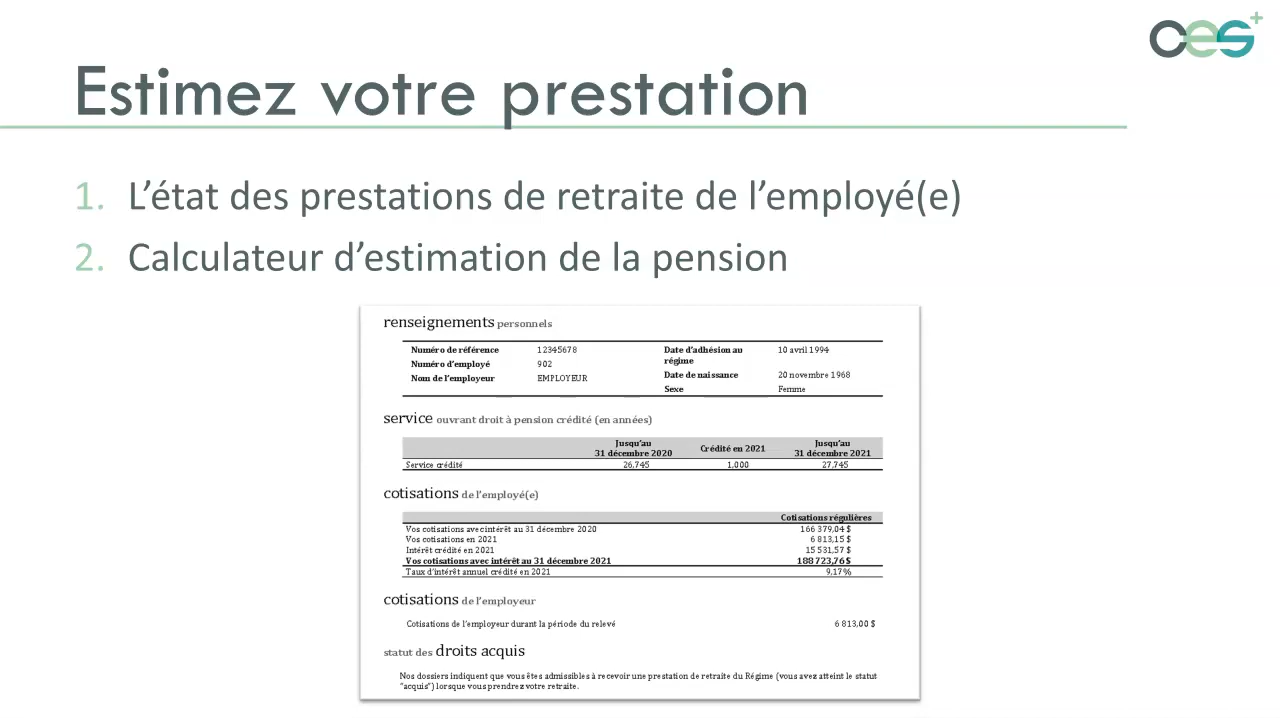 ces+
Estimez votre prestation
1. L’état des prestations de retraite de l’employé(e)
2. Calculateur d’estimation de la pension
renseignements personnels
Numéro de référence 12345678 Date d’adhésion au régime 10 avril 1994
Numéro d’employé 902
Nom de l’employeur EMPLOYEUR Date de naissance 20 novembre 1968
Sexe Femme
service ouvrant droit à pension crédité (en années)
Jusqu’au 31 décembre 2020 Crédité en 2021 Jusqu’au 31 décembre 2021
Service crédité 26,745 1,000 27,745
cotisations de l’employé(e)
Cotisations régulières
Vos cotisations avec intérêt au 31 décembre 2020 166 379,04 $
Vos cotisations en 2021 6 813,15 $
Intérêt crédité en 2021 15 531,57 $
Vos cotisations avec intérêt au 31 décembre 2021 188 723,76 $
Taux d’intérêt annuel crédité en 2021 9,17%
cotisations de l’employeur
Cotisations de l’employeur durant la période du relevé 6 813,00 $
statut des droits acquis
Nos dossiers indiquent que vous êtes admissibles à recevoir une prestation de retraite du Régime (vous avez atteint le statut
“acquis”) lorsque vous prendrez votre retraite.